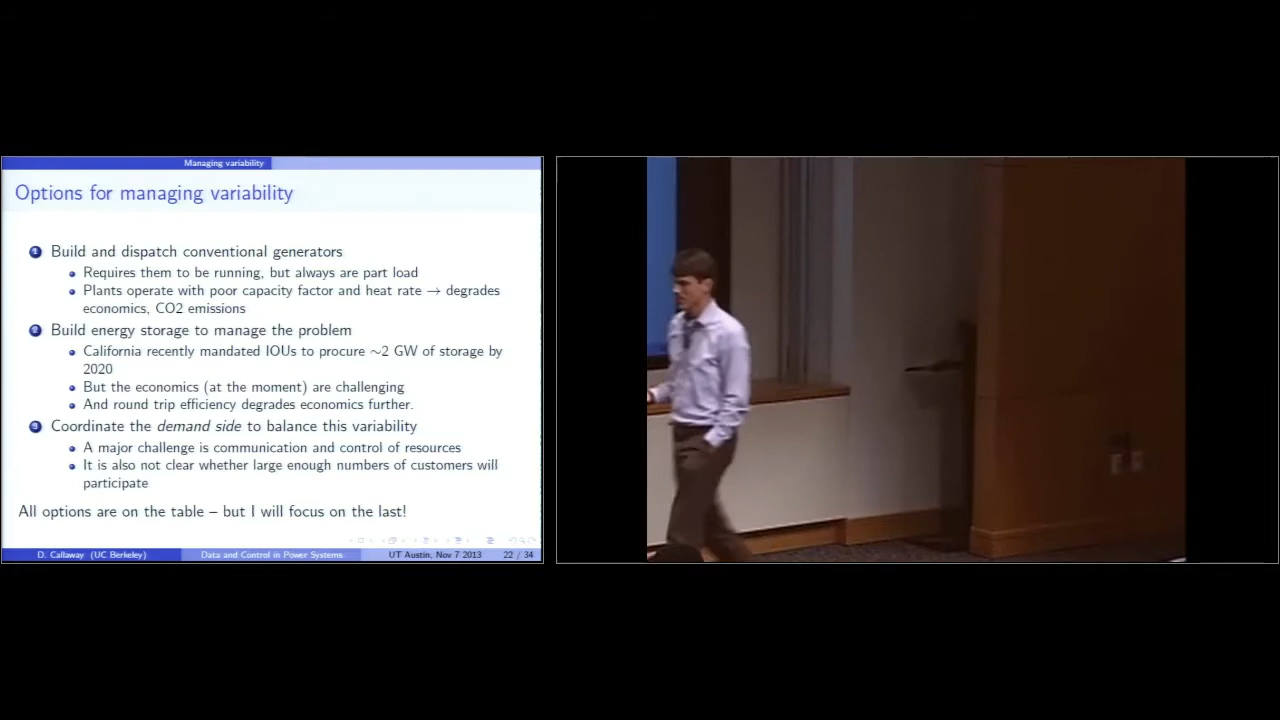 Managing variability
Options for managing variability
1 Build and dispatch conventional generators
Requires them to be running, but always are part load
Plants operate with poor capacity factor and heat rate → degrades
economics, CO2 emissions
2 Build energy storage to manage the problem
California recently mandated IOUs to procure ∼2 GW of storage by
2020
But the economics (at the moment) are challenging
And round trip efficiency degrades economics further.
3 Coordinate the demand side to balance this variability
A major challenge is communication and control of resources
It is also not clear whether large enough numbers of customers will
participate
All options are on the table – but I will focus on the last!
D. Callaway (UC Berkeley) Data and Control in Power Systems UT Austin, Nov 7 2013 22 / 34